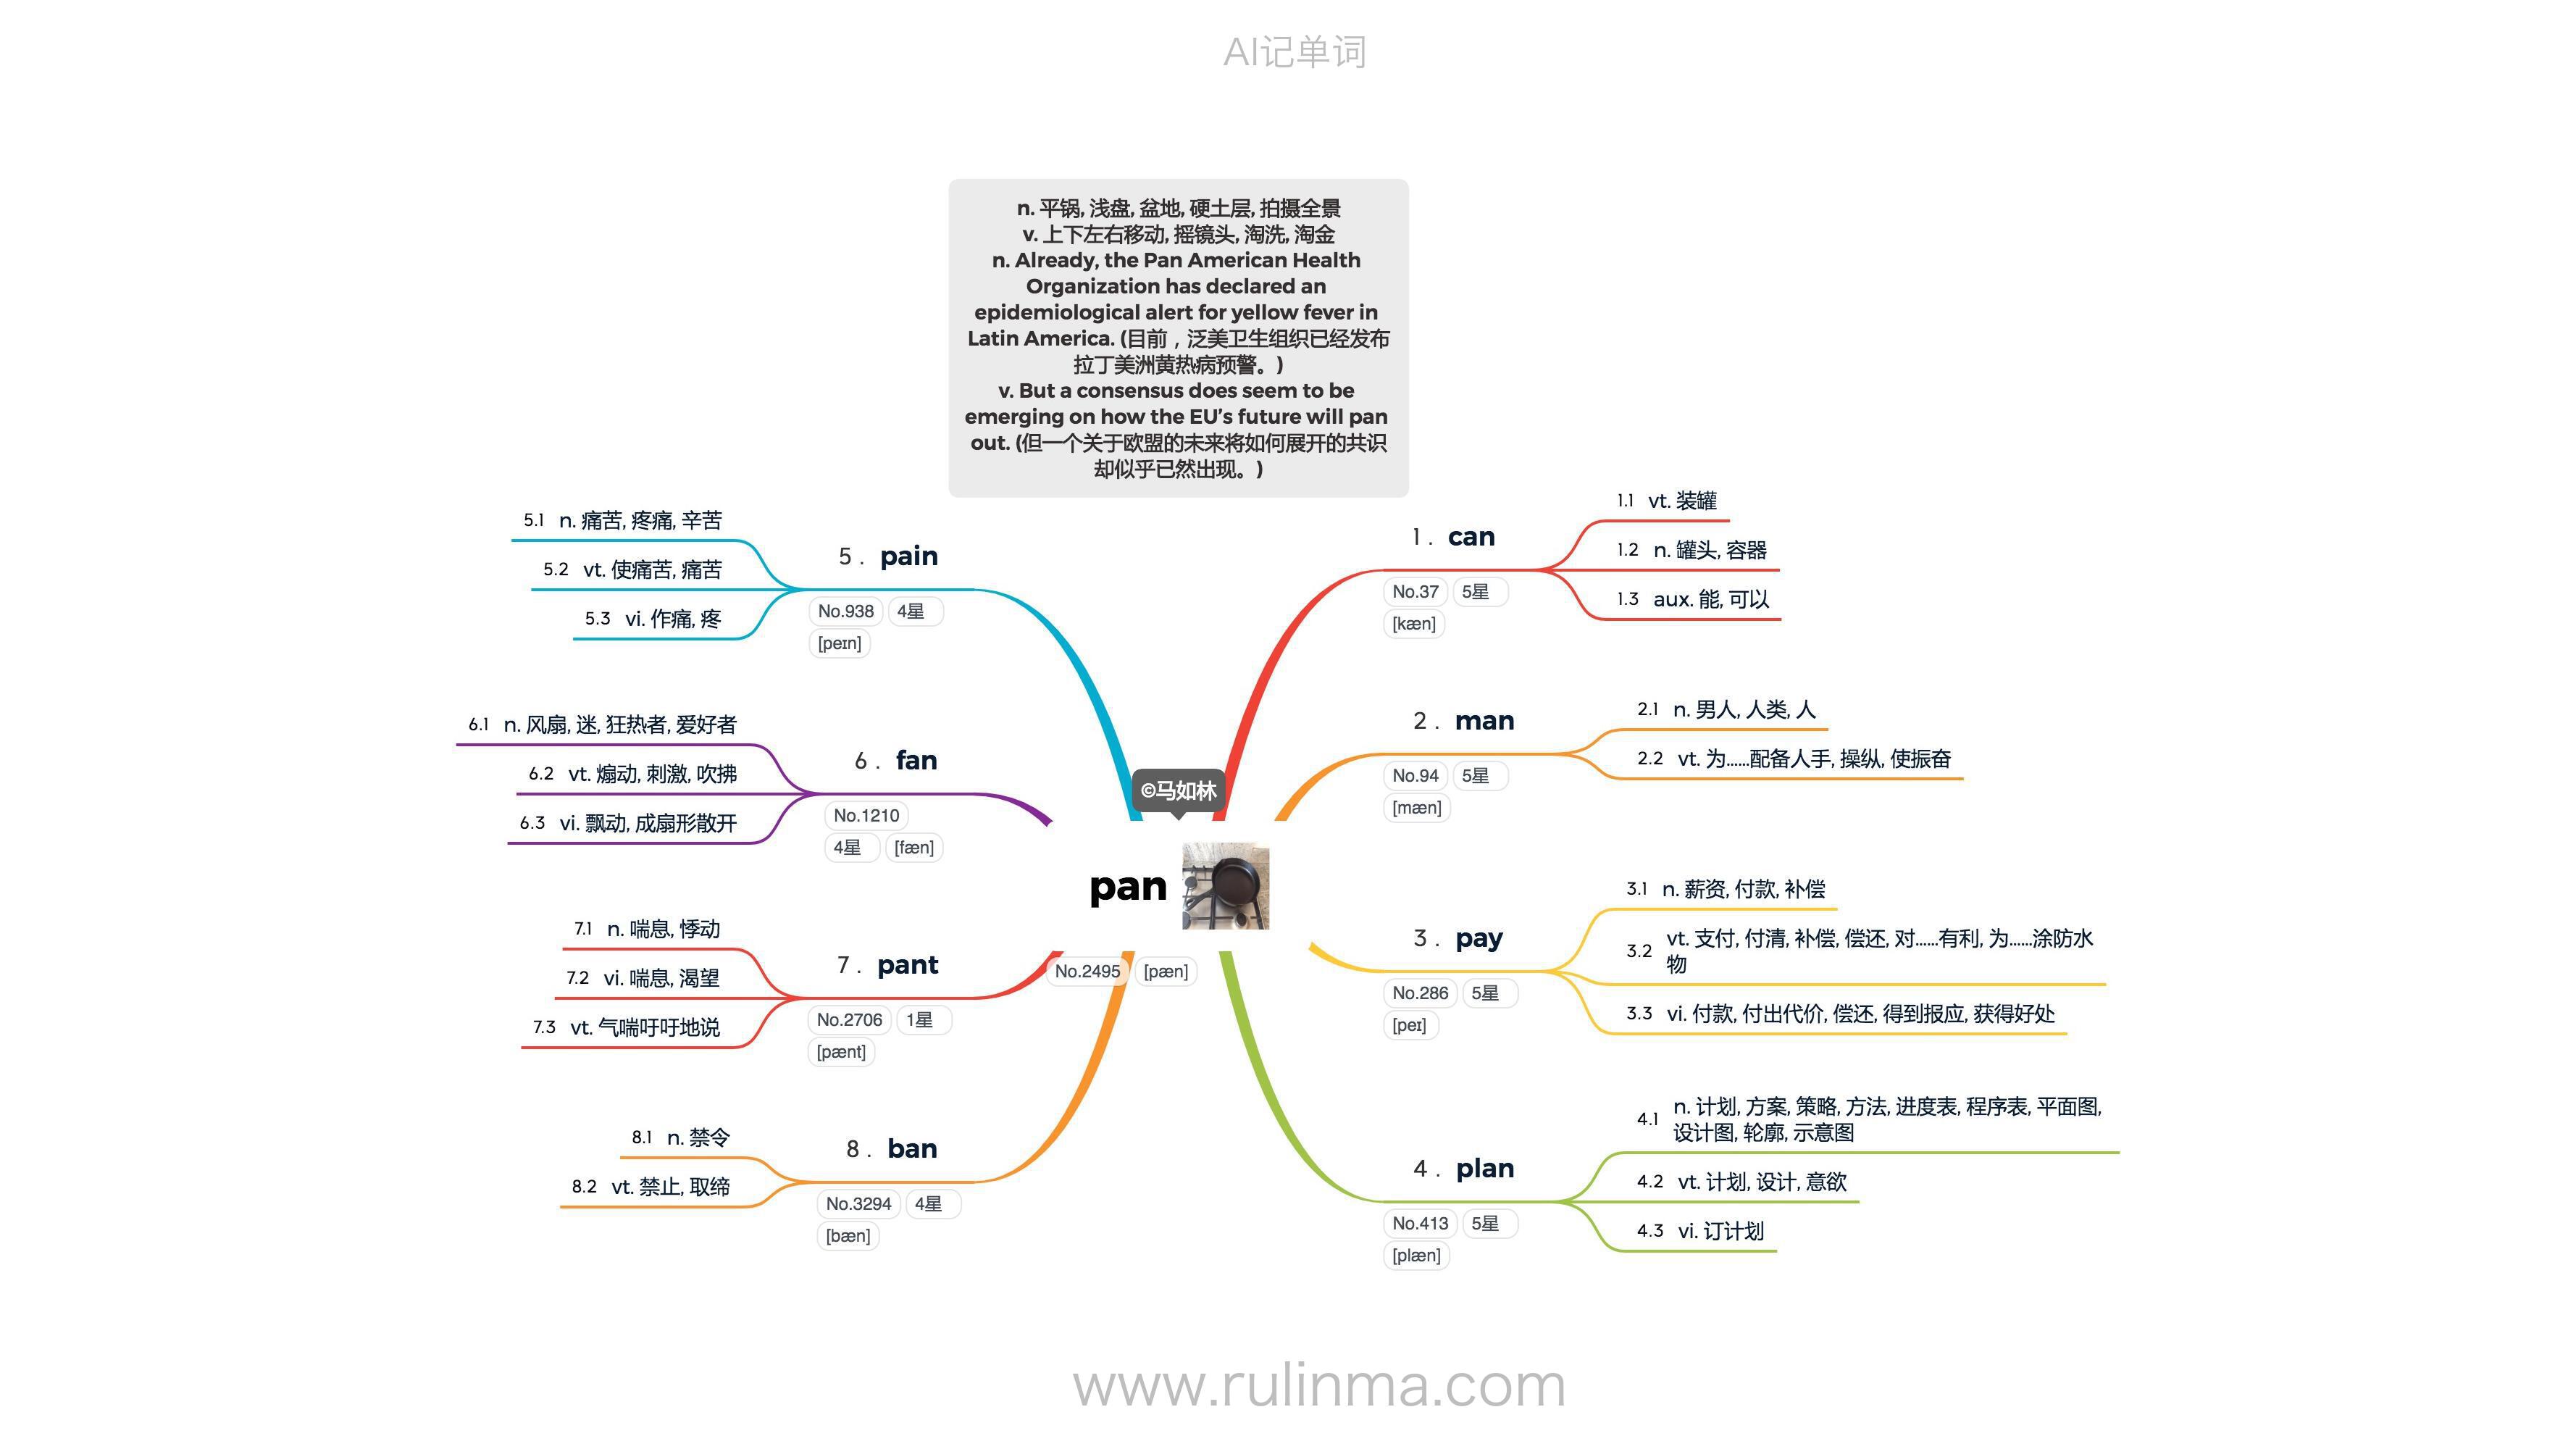 AI记单词
n. 平锅, 浅盘, 盆地, 硬土层, 拍摄全景
v. 上下左右移动, 摇镜头, 淘洗, 淘金
n. Already, the Pan American Health
Organization has declared an
epidemiological alert for yellow fever in
Latin America. (目前，泛美卫生组织已经发布
拉丁美洲黄热病预警。)
v. But a consensus does seem to be
emerging on how the EU’s future will pan
out. (但一个关于欧盟的未来将如何展开的共识
却似乎已然出现。)
©马如林
pan
No.2495 [pæn]
1. can
No.37 5星
[kæn]
1.1 vt. 装罐
1.2 n. 罐头, 容器
1.3 aux. 能, 可以
2. man
No.94 5星
[mæn]
2.1 n. 男人, 人类, 人
2.2 vt. 为......配备人手, 操纵, 使振奋
3. pay
No.286 5星
[peɪ]
3.1 n. 薪资, 付款, 补偿
3.2 vt. 支付, 付清, 补偿, 偿还, 对......有利, 为......涂防水
物
3.3 vi. 付款, 付出代价, 偿还, 得到报应, 获得好处
4. plan
No.413 5星
[plæn]
4.1 n. 计划, 方案, 策略, 方法, 进度表, 程序表, 平面图,
设计图, 轮廓, 示意图
4.2 vt. 计划, 设计, 意欲
4.3 vi. 订计划
5. pain
No.938 4星
[peɪn]
5.1 n. 痛苦, 疼痛, 辛苦
5.2 vt. 使痛苦, 痛苦
5.3 vi. 作痛, 疼
6. fan
No.1210
4星 [fæn]
6.1 n. 风扇, 迷, 狂热者, 爱好者
6.2 vt. 煽动, 刺激, 吹拂
6.3 vi. 飘动, 成扇形散开
7. pant
No.2706 1星
[pænt]
7.1 n. 喘息, 悸动
7.2 vi. 喘息, 渴望
7.3 vt. 气喘吁吁地说
8. ban
No.3294 4星
[bæn]
8.1 n. 禁令
8.2 vt. 禁止, 取缔
www.rulinma.com